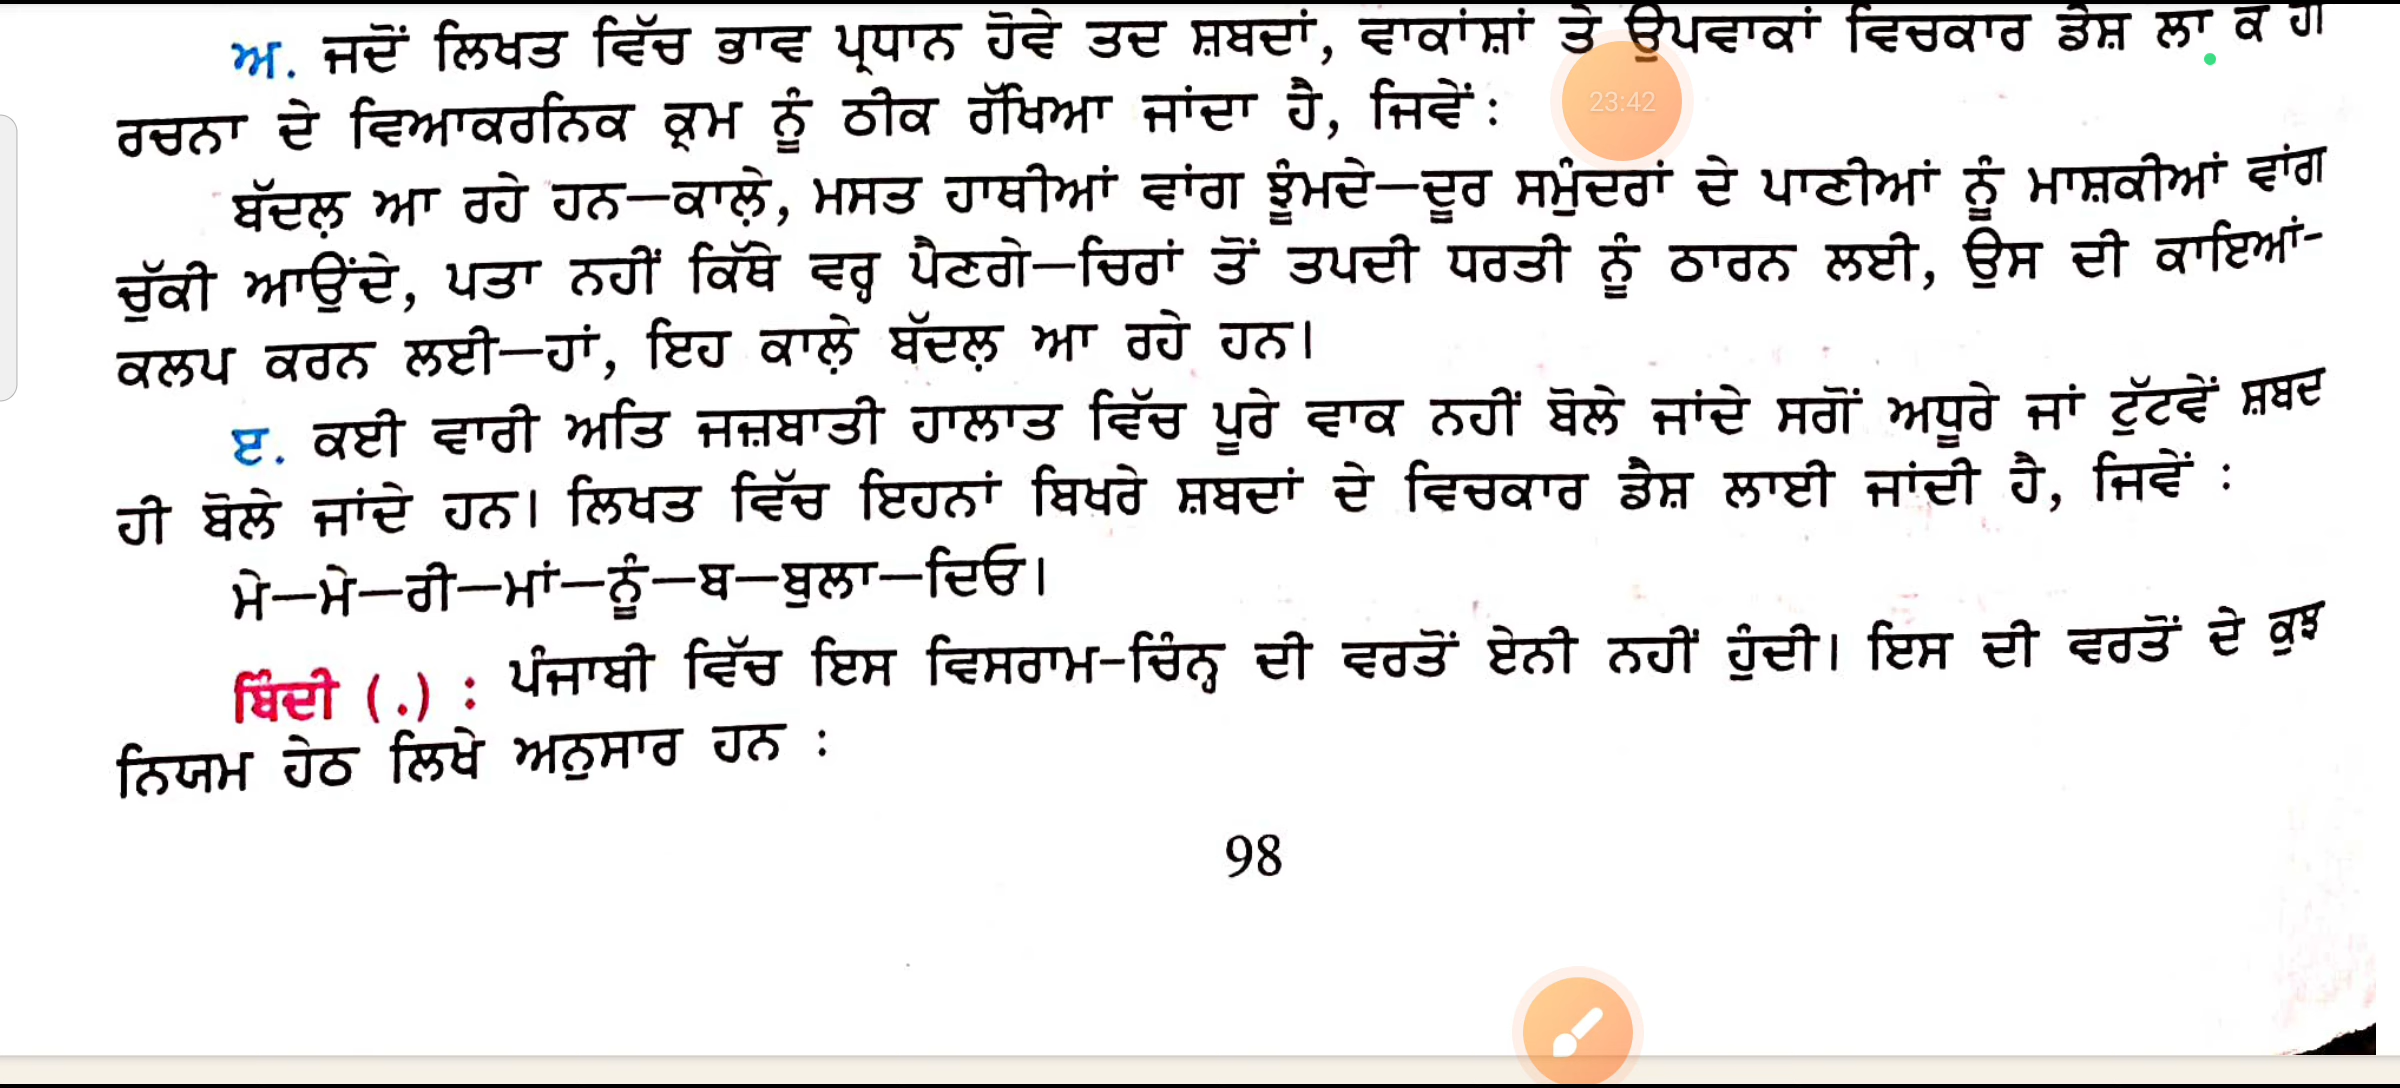 ਅ. ਜਦੋਂ ਲਿਖਤ ਵਿੱਚ ਭਾਵ ਪ੍ਰਧਾਨ ਹੋਵੇ ਤਦ ਸ਼ਬਦਾਂ, ਵਾਕਾਂਸ਼ਾਂ ਤੇ ਉਪਵਾਕਾਂ ਵਿਚਕਾਰ ਡੈਸ਼ ਲਾ ਕੇ ਹੀ
ਰਚਨਾ ਦੇ ਵਿਆਕਰਨਿਕ ਕ੍ਰਮ ਨੂੰ ਠੀਕ ਰੱਖਿਆ ਜਾਂਦਾ ਹੈ, ਜਿਵੇਂ :
23:42
ਬੱਦਲ਼ ਆ ਰਹੇ ਹਨ—ਕਾਲ਼ੇ, ਮਸਤ ਹਾਥੀਆਂ ਵਾਂਗ ਝੂੰਮਦੇ—ਦੂਰ ਸਮੁੰਦਰਾਂ ਦੇ ਪਾਣੀਆਂ ਨੂੰ ਮਾਸ਼ਕੀਆਂ ਵਾਂਗ
ਚੁੱਕੀ ਆਉਂਦੇ, ਪਤਾ ਨਹੀਂ ਕਿੱਥੇ ਵਰ੍ਹ ਪੈਣਗੇ—ਚਿਰਾਂ ਤੋਂ ਤਪਦੀ ਧਰਤੀ ਨੂੰ ਠਾਰਨ ਲਈ, ਉਸ ਦੀ ਕਾਇਆਂ-
ਕਲਪ ਕਰਨ ਲਈ—ਹਾਂ, ਇਹ ਕਾਲ਼ੇ ਬੱਦਲ਼ ਆ ਰਹੇ ਹਨ।
ੲ. ਕਈ ਵਾਰੀ ਅਤਿ ਜਜ਼ਬਾਤੀ ਹਾਲਾਤ ਵਿੱਚ ਪੂਰੇ ਵਾਕ ਨਹੀਂ ਬੋਲੇ ਜਾਂਦੇ ਸਗੋਂ ਅਧੂਰੇ ਜਾਂ ਟੁੱਟਵੇਂ ਸ਼ਬਦ
ਹੀ ਬੋਲੇ ਜਾਂਦੇ ਹਨ। ਲਿਖਤ ਵਿੱਚ ਇਹਨਾਂ ਬਿਖਰੇ ਸ਼ਬਦਾਂ ਦੇ ਵਿਚਕਾਰ ਡੈਸ਼ ਲਾਈ ਜਾਂਦੀ ਹੈ, ਜਿਵੇਂ :
ਮੇ—ਮੇ—ਰੀ—ਮਾਂ—ਨੂੰ—ਬ—ਬੁਲਾ—ਦਿਓ।
ਬਿੰਦੀ (.) : ਪੰਜਾਬੀ ਵਿੱਚ ਇਸ ਵਿਸਰਾਮ-ਚਿੰਨ੍ਹ ਦੀ ਵਰਤੋਂ ਏਨੀ ਨਹੀਂ ਹੁੰਦੀ। ਇਸ ਦੀ ਵਰਤੋਂ ਦੇ ਕੁਝ
ਨਿਯਮ ਹੇਠ ਲਿਖੇ ਅਨੁਸਾਰ ਹਨ :
98